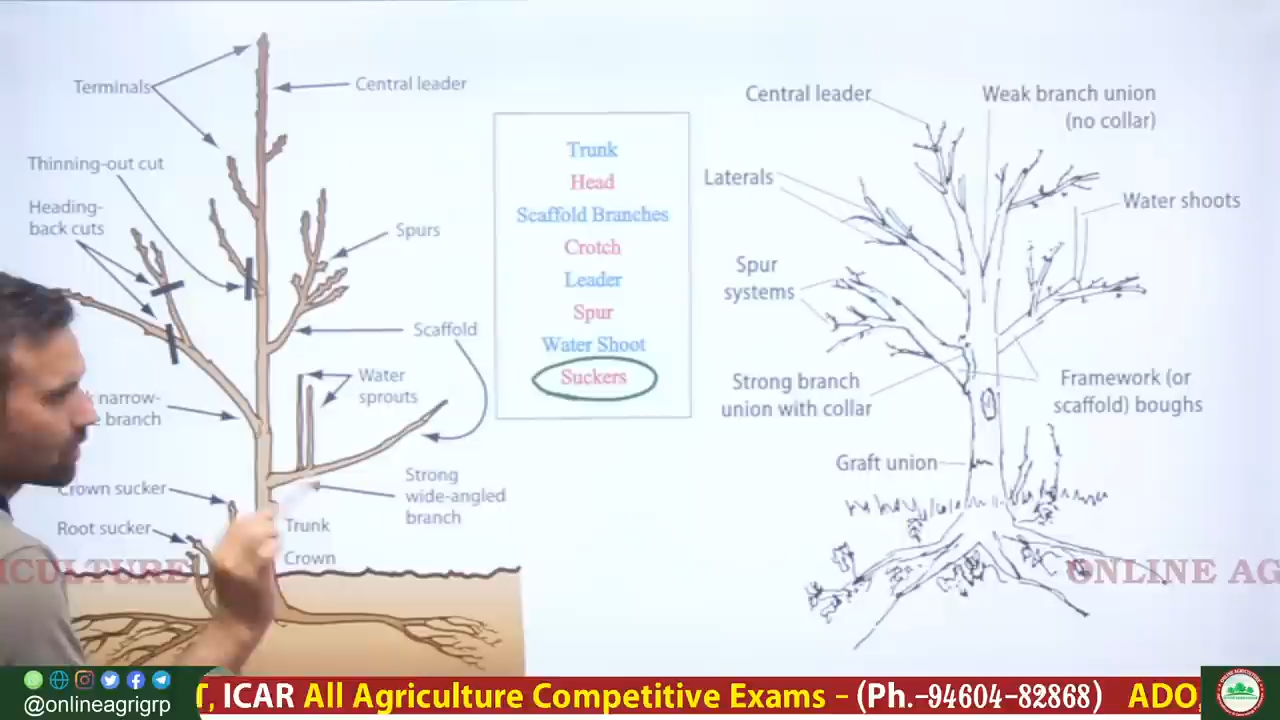 Terminals
Central leader
Thinning-out cut
Heading-
back cuts
Spurs
Scaffold
Water
sprouts
narrow-
branch
Crown sucker
Root sucker
Strong
wide-angled
branch
Trunk
Crown
Trunk
Head
Scaffold Branches
Crotch
Leader
Spur
Water Shoot
Suckers
Central leader
Weak branch union
(no collar)
Laterals
Water shoots
Spur
systems
Strong branch
union with collar
Framework (or
scaffold) boughs
Graft union
ONLINE AG
@onlineagrigrp
ICAR All Agriculture Competitive Exams – (Ph.-94604-82868) ADO,